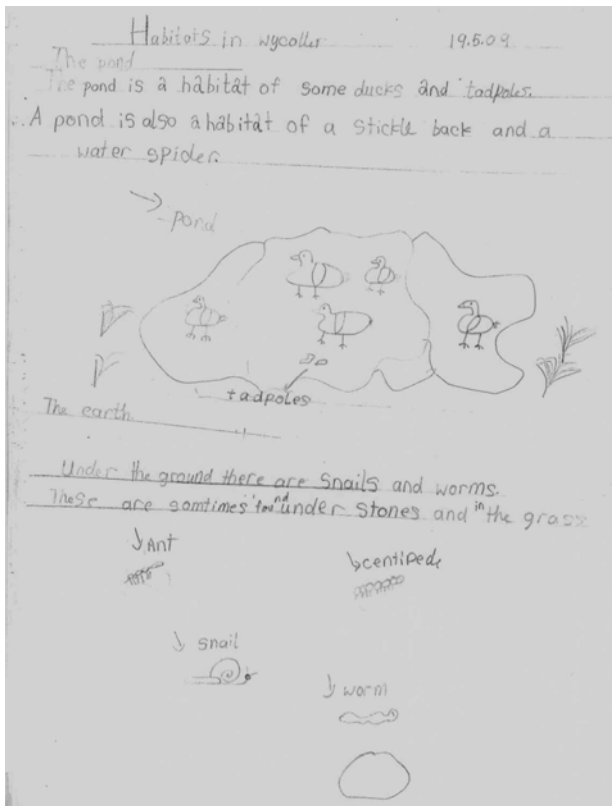 Habitats in wycoller 19.5.09
The pond
The pond is a habitat of some ducks and tadpoles.
A pond is also a habitat of a stickle back and a
water spider.
pond
tadpoles
The earth
Under the ground there are snails and worms.
These are somtimes found under stones and in the grass
Ant
centipede
snail
worm